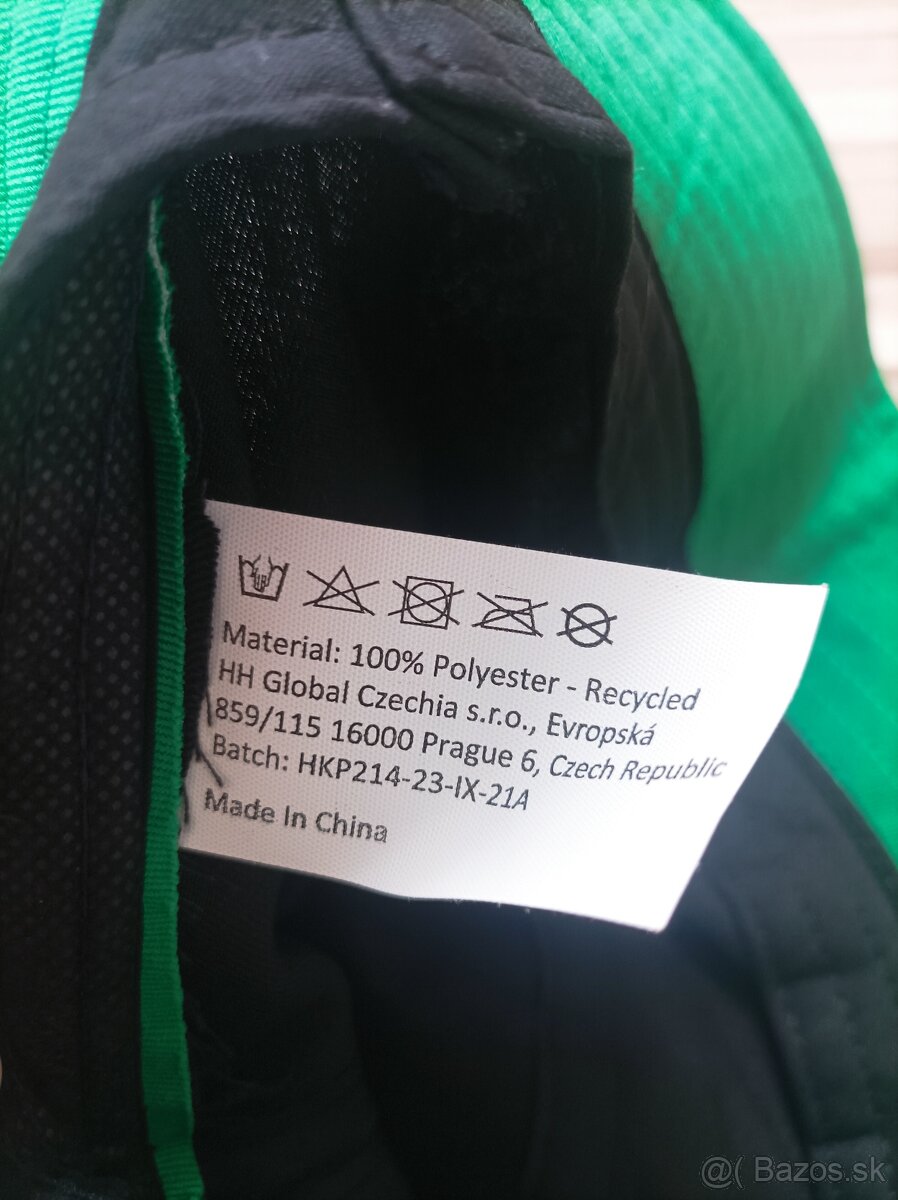 Material: 100% Polyester - Recycled
HH Global Czechia s.r.o., Evropská
859/115 16000 Prague 6, Czech Republic
Batch: HKP214-23-IX-21A
Made In China
@( Bazos.sk